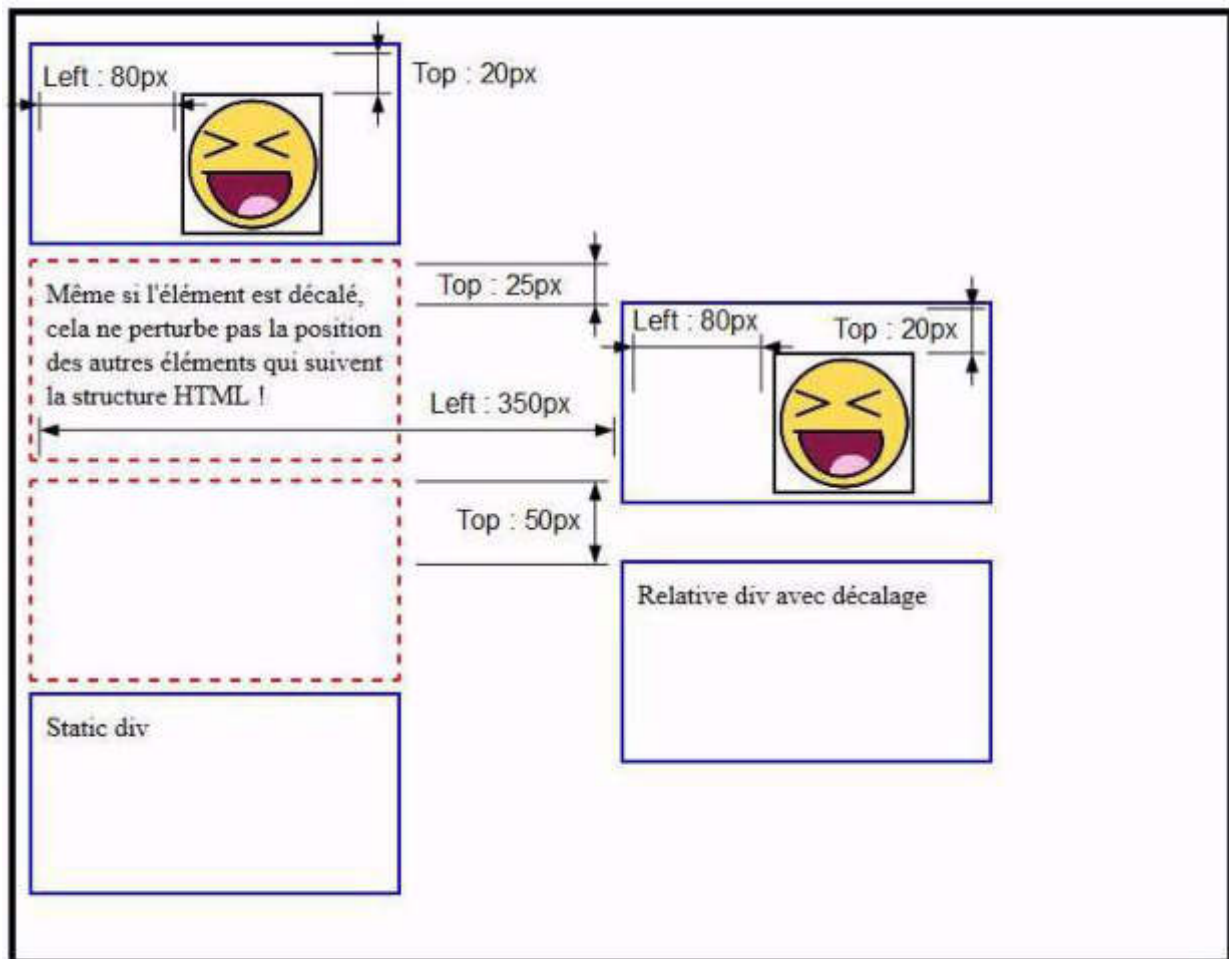 Left : 80px
Top : 20px
Même si l'élément est décalé,
cela ne perturbe pas la position
des autres éléments qui suivent
la structure HTML !
Top : 25px
Left : 80px
Top : 20px
Left : 350px
Top : 50px
Relative div avec décalage
Static div